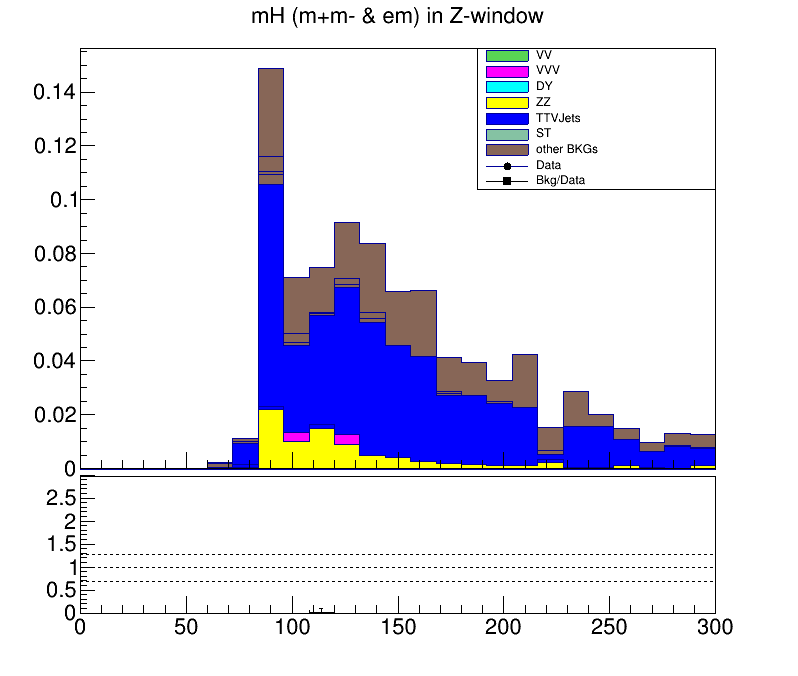 mH (m+m- & em) in Z-window
VV
VVV
DY
ZZ
TTVJets
ST
other BKGs
Data
Bkg/Data
0.14
0.12
0.1
0.08
0.06
0.04
0.02
0
2.5
2
1.5
1
0.5
0
0 50 100 150 200 250 300